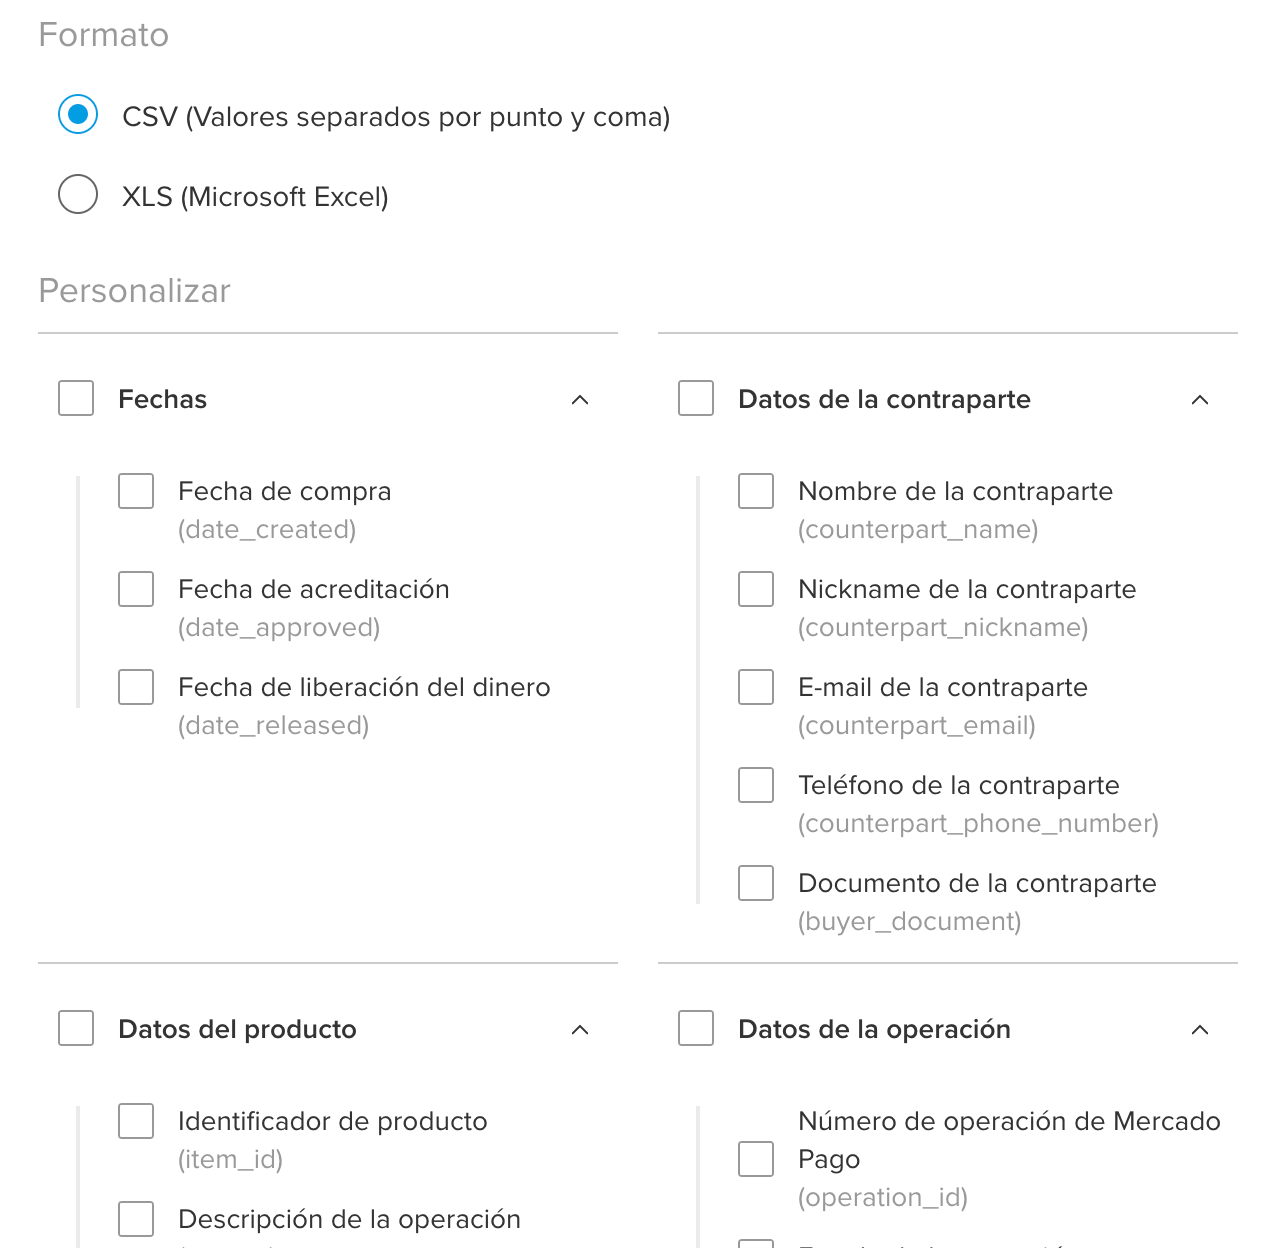 Formato
CSV (Valores separados por punto y coma)
XLS (Microsoft Excel)
Personalizar
Fechas
Fecha de compra
(date_created)
Fecha de acreditación
(date_approved)
Fecha de liberación del dinero
(date_released)
Datos de la contraparte
Nombre de la contraparte
(counterpart_name)
Nickname de la contraparte
(counterpart_nickname)
E-mail de la contraparte
(counterpart_email)
Teléfono de la contraparte
(counterpart_phone_number)
Documento de la contraparte
(buyer_document)
Datos del producto
Identificador de producto
(item_id)
Descripción de la operación
Datos de la operación
Número de operación de Mercado
Pago
(operation_id)